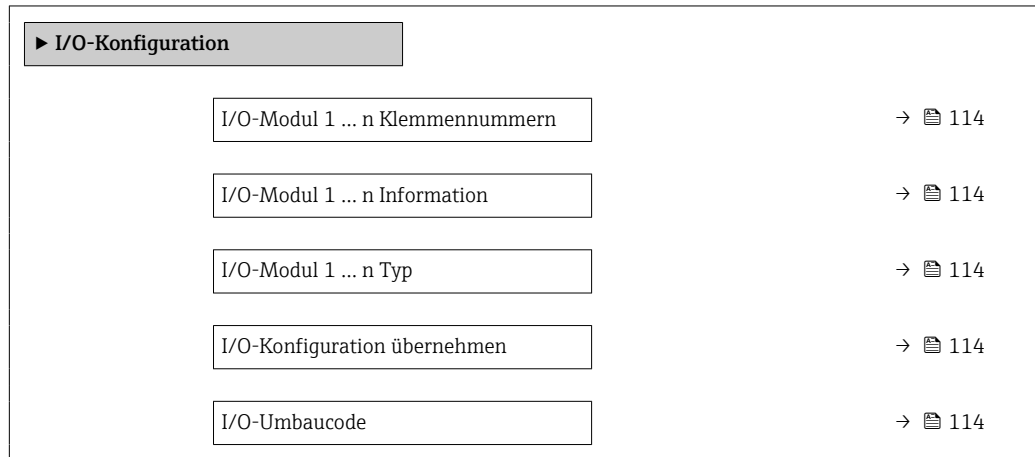 ► I/O-Konfiguration
I/O-Modul 1 … n Klemmennummern → 114
I/O-Modul 1 … n Information → 114
I/O-Modul 1 … n Typ → 114
I/O-Konfiguration übernehmen → 114
I/O-Umbaucode → 114